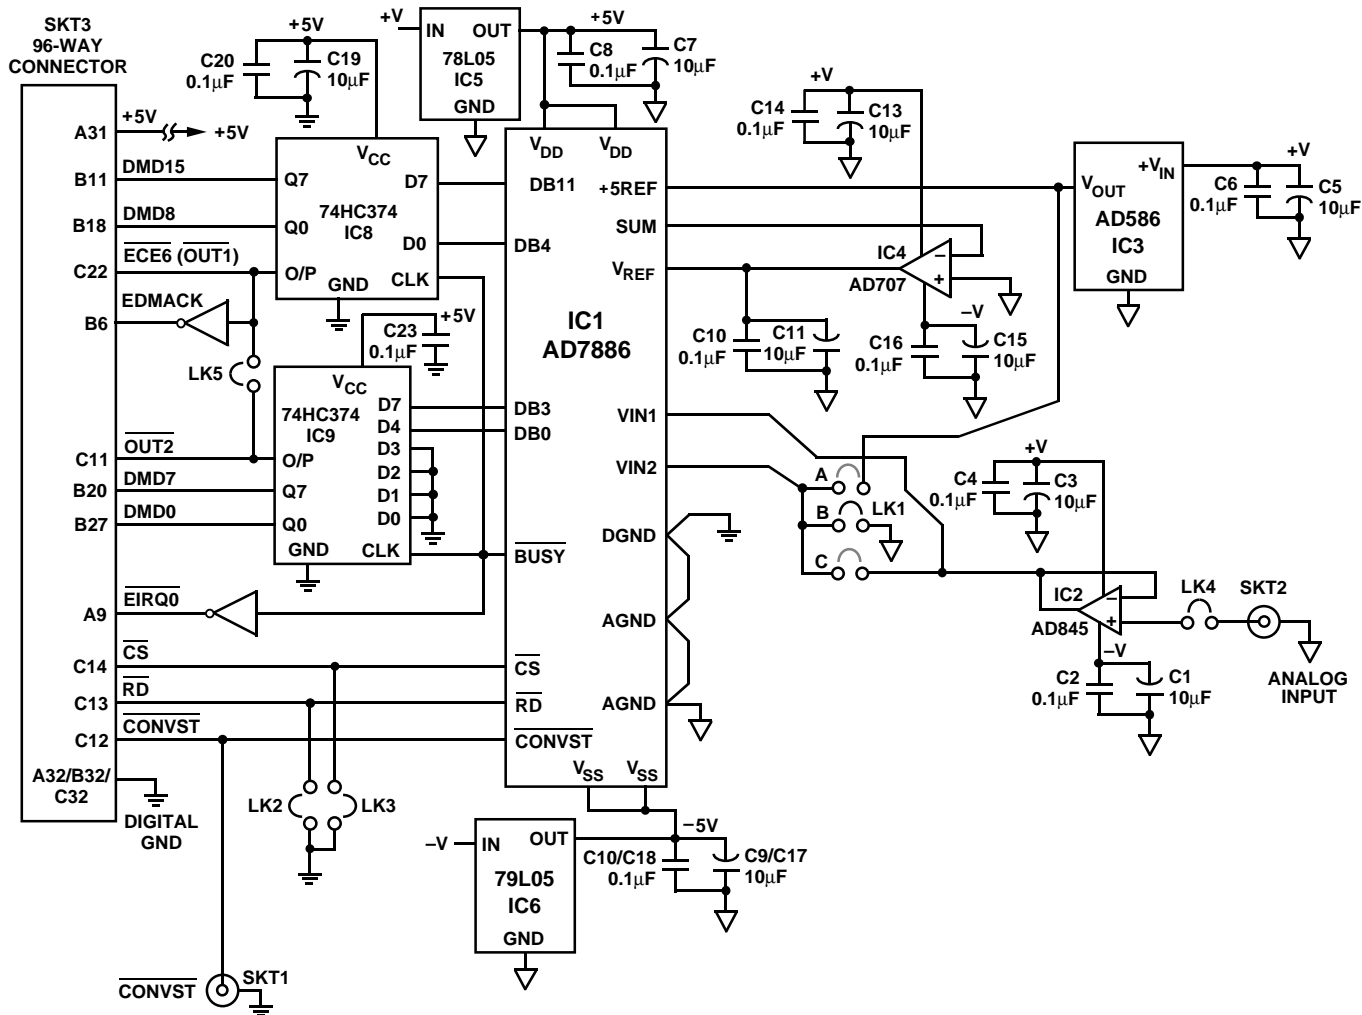 SKT3
96-WAY
CONNECTOR
A31
+5V
+5V
B11
DMD15
B18
DMD8
C22
ECE6 (OUT1)
EDMACK
B6
LK5
C11
OUT2
B20
DMD7
B27
DMD0
A9
EIRQ0
C14
CS
C13
RD
C12
CONVST
A32/B32/
C32
DIGITAL
GND
LK2
LK3
CONVST
SKT1
+5V
C20
0.1µF
C19
10µF
VCC
Q7
D7
74HC374
IC8
Q0
D0
O/P
GND
CLK
+5V
C23
0.1µF
VCC
74HC374
IC9
D7
D4
D3
D2
D1
D0
O/P
Q7
Q0
GND
CLK
+V
IN
OUT
78L05
IC5
GND
+5V
C8
0.1µF
C7
10µF
VDD
VDD
DB11
+5REF
SUM
DB4
VREF
IC1
AD7886
DB3
DB0
VIN1
VIN2
BUSY
DGND
AGND
CS
RD
AGND
CONVST
VSS
VSS
–V
IN
OUT
79L05
IC6
GND
–5V
C10/C18
0.1µF
C9/C17
10µF
+V
C14
0.1µF
C13
10µF
IC4
–
+
AD707
–V
C10
0.1µF
C11
10µF
C16
0.1µF
C15
10µF
VOUT
+VIN
AD586
IC3
GND
+V
C6
0.1µF
C5
10µF
A
B
LK1
C
+V
C4
0.1µF
C3
10µF
IC2
–
+
AD845
–V
C2
0.1µF
C1
10µF
LK4
SKT2
ANALOG
INPUT